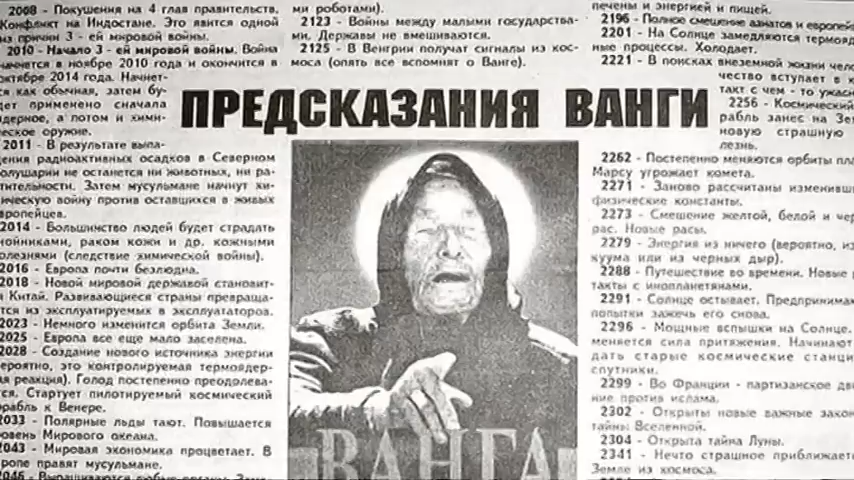 2008 - Покушения на 4 глав правительств.
Конфликт на Индостане. Это явится одной
из причин 3 - ей мировой войны.
2010 - Начало 3 - ей мировой войны. Война
начнется в ноябре 2010 года и окончится в
октябре 2014 года. Начнет-
ся как обычная, затем бу-
дет применено сначала
ядерное, а потом и хими-
ческое оружие.
2011 - В результате выпа-
дения радиоактивных осадков в Северном
полушарии не останется ни животных, ни ра-
стительности. Затем мусульмане начнут хи-
мическую войну против оставшихся в живых
европейцев.
2014 - Большинство людей будет страдать
гнойниками, раком кожи и др. кожными
болезнями (следствие химической войны).
2016 - Европа почти безлюдна.
2018 - Новой мировой державой становит-
ся Китай. Развивающиеся страны превраща-
ются из эксплуатируемых в эксплуататоров.
2023 - Немного изменится орбита Земли.
2025 - Европа все еще мало заселена.
2028 - Создание нового источника энергии
вероятно, это контролируемая термоядер-
ая реакция). Голод постепенно преодолева-
тся. Стартует пилотируемый космический
корабль к Венере.
2033 - Полярные льды тают. Повышается
уровень Мирового океана.
2043 - Мировая экономика процветает. В
Европе правят мусульмане.
2046 - Выращиваются любые органы
ми роботами).
2123 - Войны между малыми государства-
ми. Державы не вмешиваются.
2125 - В Венгрии получат сигналы из кос-
моса (опять все вспомнят о Ванге).
ПРЕДСКАЗАНИЯ ВАНГИ
ВАНГА
печены и энергией и пищей.
2196 - Полное смешение азиатов и европейц
2201 - На Солнце замедляются термояд
ные процессы. Холодает.
2221 - В поисках внеземной жизни чело
чество вступает в к
такт с чем - то ужасн
2256 - Космический
рабль занес на Зем
новую страшную
лезнь.
2262 - Постепенно меняются орбиты пла
Марсу угрожает комета.
2271 - Заново рассчитаны изменивш
физические константы.
2273 - Смешение желтой, белой и чер
рас. Новые расы.
2279 - Энергия из ничего (вероятно, из
куума или из черных дыр).
2288 - Путешествие во времени. Новые
такты с инопланетянами.
2291 - Солнце остывает. Предпринимаю
попытки зажечь его снова.
2296 - Мощные вспышки на Солнце.
меняется сила притяжения. Начинают
дать старые космические станци
спутники.
2299 - Во Франции - партизанское дви
ние против ислама.
2302 - Открыты новые важные закон
тайны Вселенной.
2304 - Открыта тайна Луны.
2341 - Нечто страшное приближает
Земле из космоса.